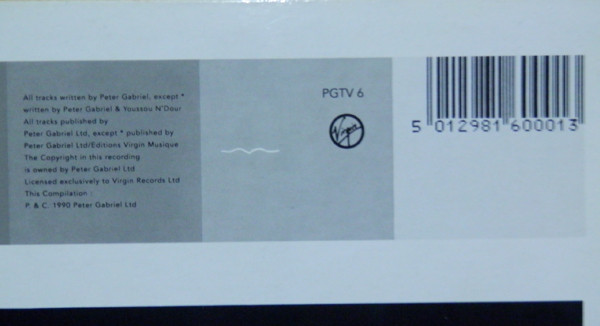 All tracks written by Peter Gabriel, except *
written by Peter Gabriel & Youssou N'Dour
All tracks published by
Peter Gabriel Ltd, except * published by
Peter Gabriel Ltd/Editions Virgin Musique
The Copyright in this recording
is owned by Peter Gabriel Ltd
Licensed exclusively to Virgin Records Ltd
This Compilation :
P. & C. 1990 Peter Gabriel Ltd
PGTV 6
Virgin
5 012981 600013